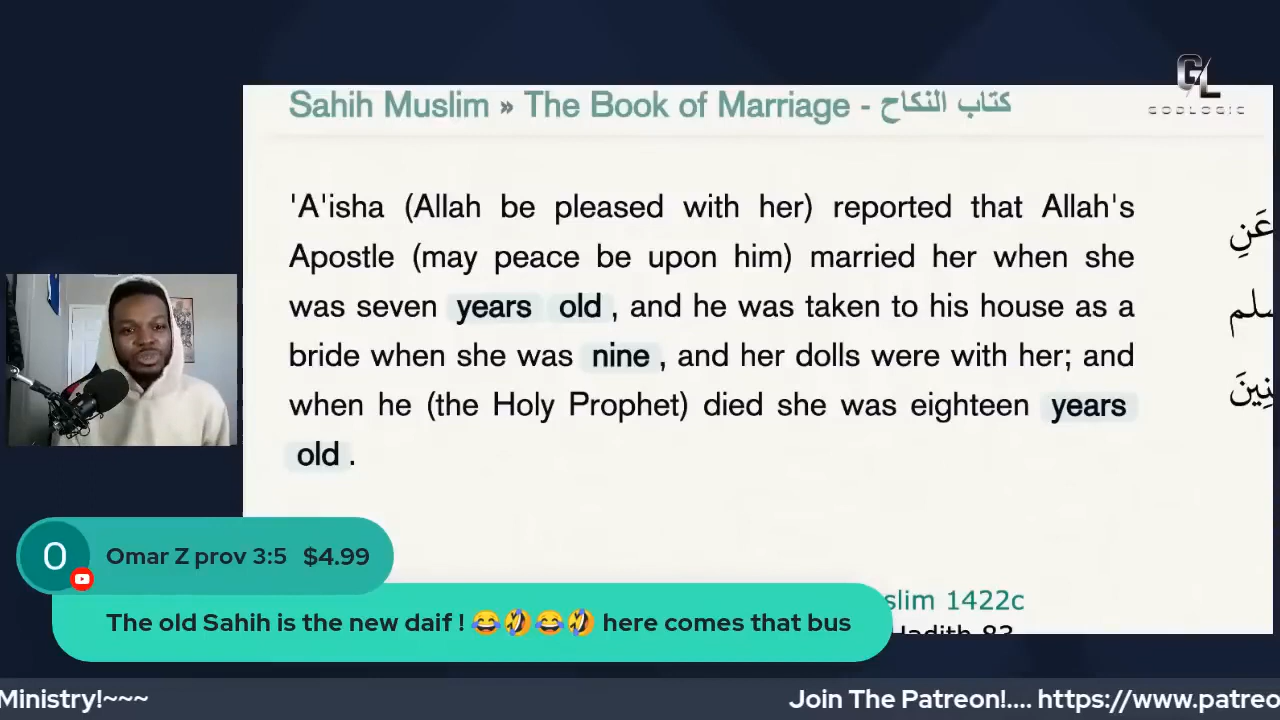 GL
GODLOGIC
Sahih Muslim » The Book of Marriage - كتاب النكاح
'A'isha (Allah be pleased with her) reported that Allah's
Apostle (may peace be upon him) married her when she
was seven years old , and he was taken to his house as a
bride when she was nine , and her dolls were with her; and
when he (the Holy Prophet) died she was eighteen years
old .
عَنِ
O
Omar Z prov 3:5 $4.99
The old Sahih is the new daif ! 😂🤣😂🤣 here comes that bus
slim 1422c
Ministry!~~~ Join The Patreon!.... https://www.patreo